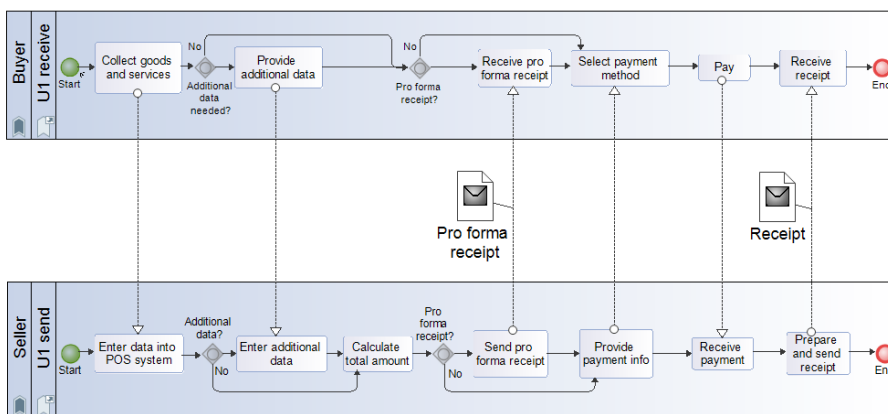 Buyer
U1 receive
Start
Collect goods
and services
No
Additional
data
needed?
Provide
additional data
No
Pro forma
receipt?
Receive pro
forma receipt
Select payment
method
Pay
Receive
receipt
End
Pro forma
receipt
Receipt
Seller
U1 send
Start
Enter data into
POS system
Additional
data?
No
Enter additional
data
Calculate
total amount
Pro
forma
receipt?
No
Send pro
forma receipt
Provide
payment info
Receive
payment
Prepare
and send
receipt
End